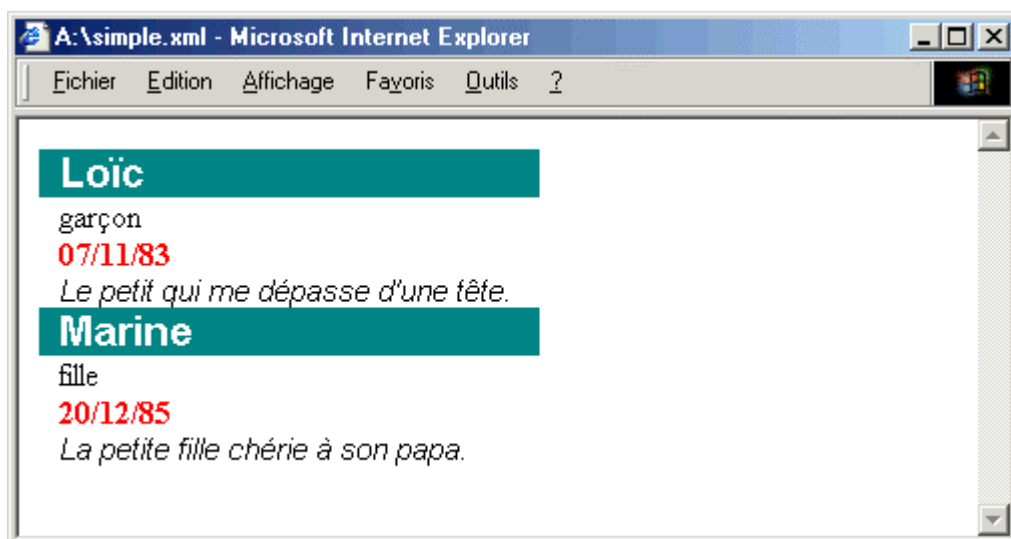 A:\simple.xml - Microsoft Internet Explorer
Fichier Edition Affichage Favoris Outils ?
Loïc
garçon
07/11/83
Le petit qui me dépasse d'une tête.
Marine
fille
20/12/85
La petite fille chérie à son papa.